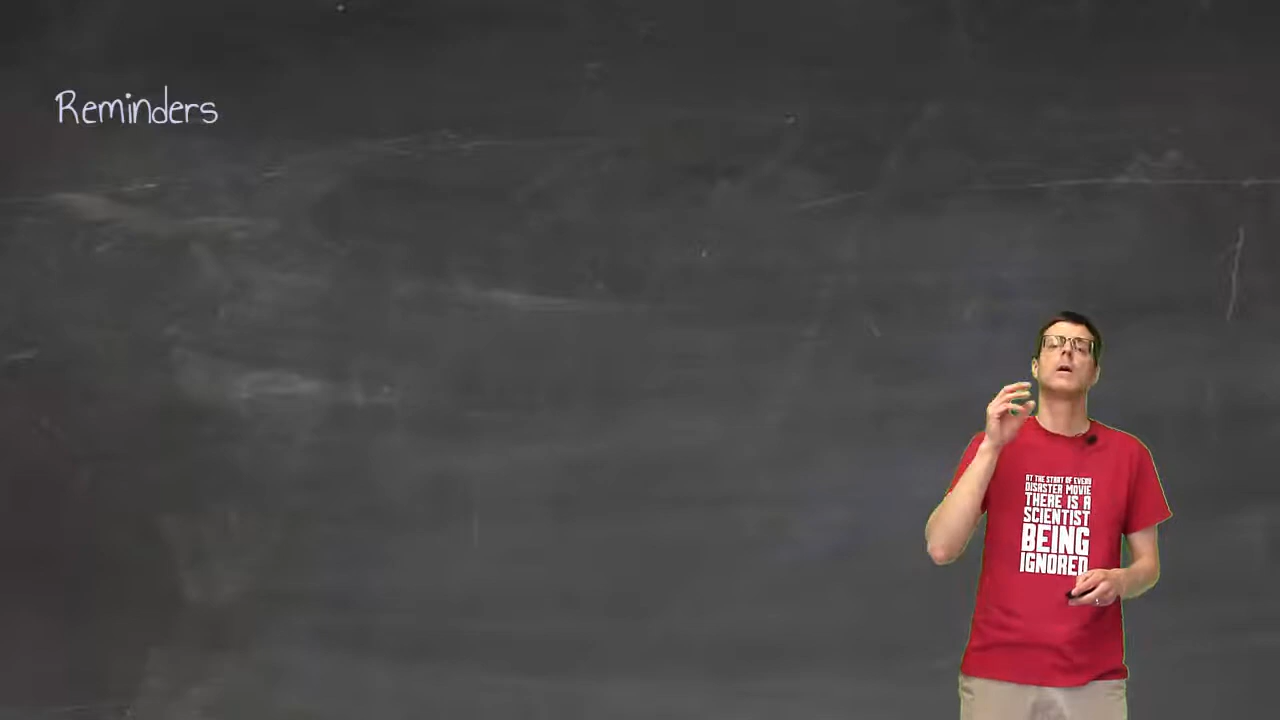 Reminders
AT THE START OF EVERY
DISASTER MOVIE
THERE IS A
SCIENTIST
BEING
IGNORED